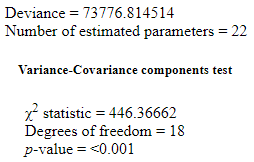 Deviance = 73776.814514
Number of estimated parameters = 22
Variance-Covariance components test
χ² statistic = 446.36662
Degrees of freedom = 18
p-value = <0.001